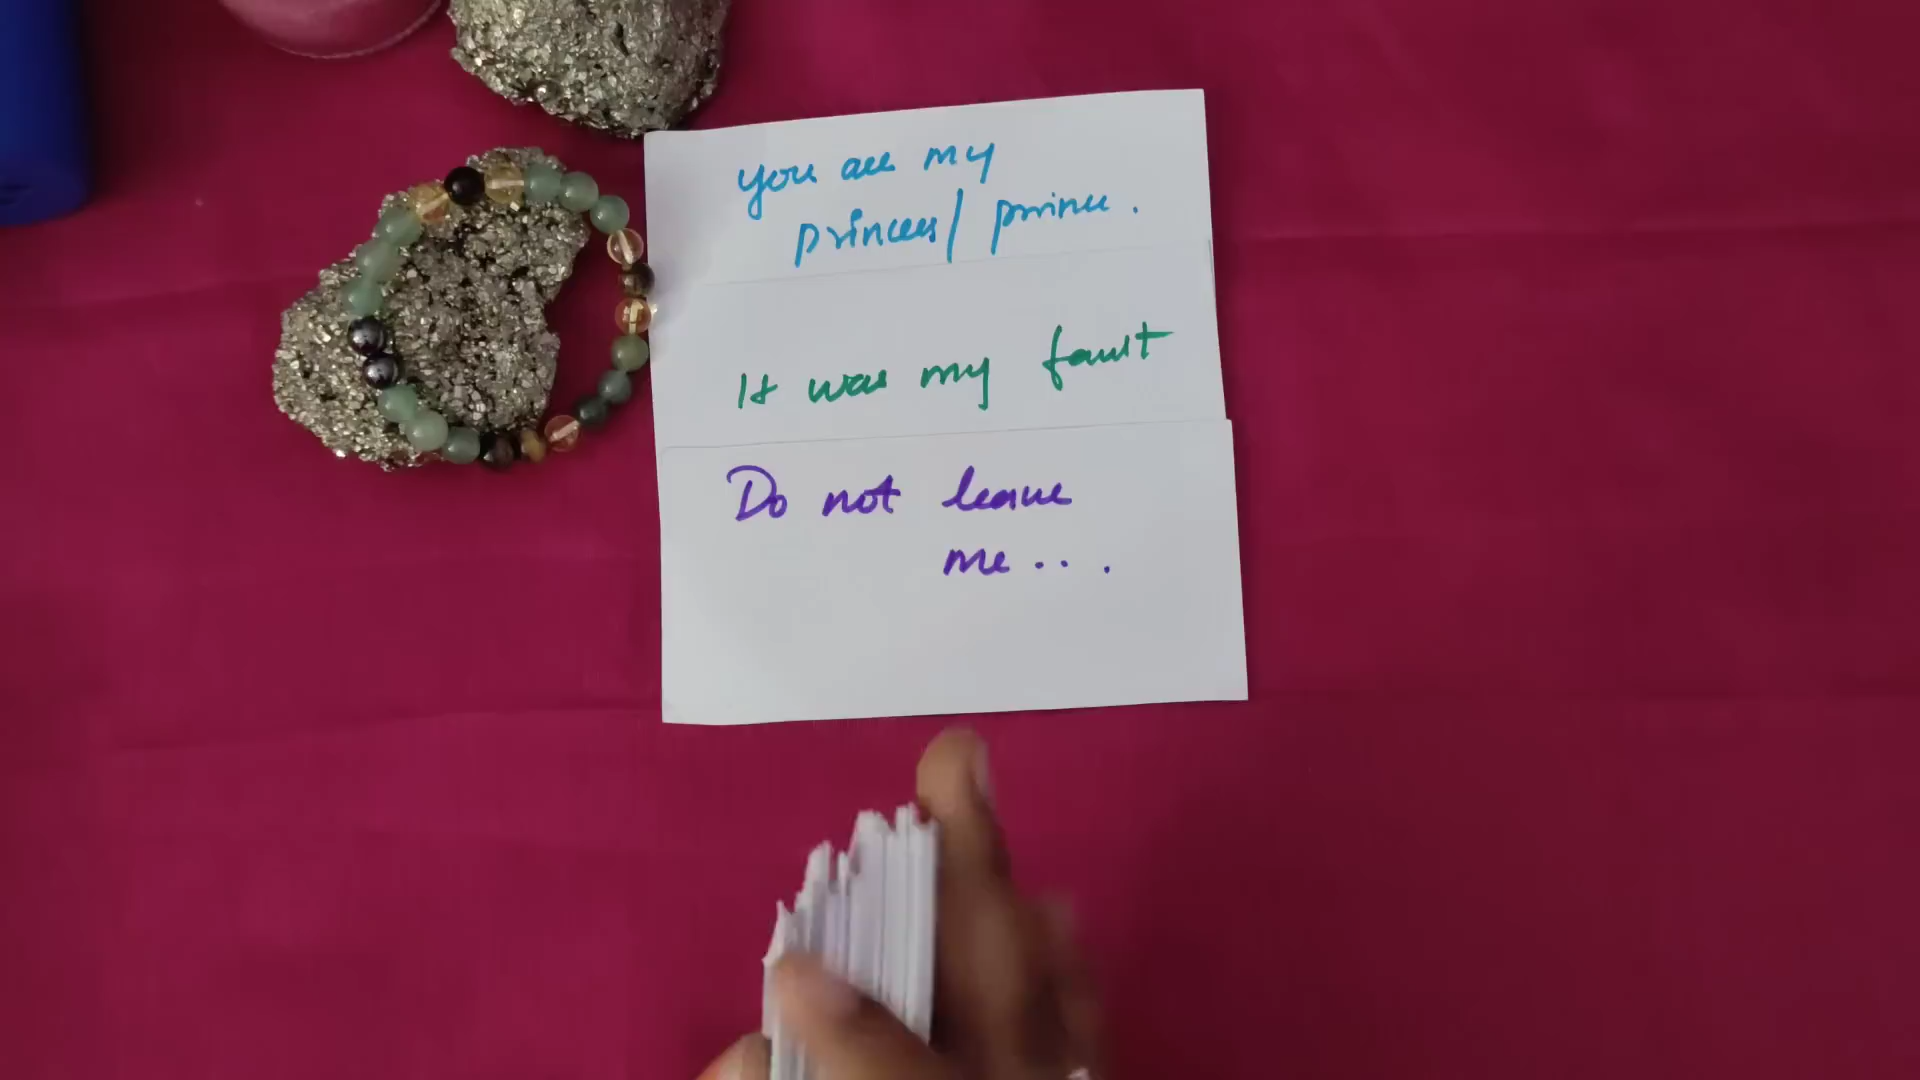 you are my
princess/ prince.
It was my fault
Do not leave
me...